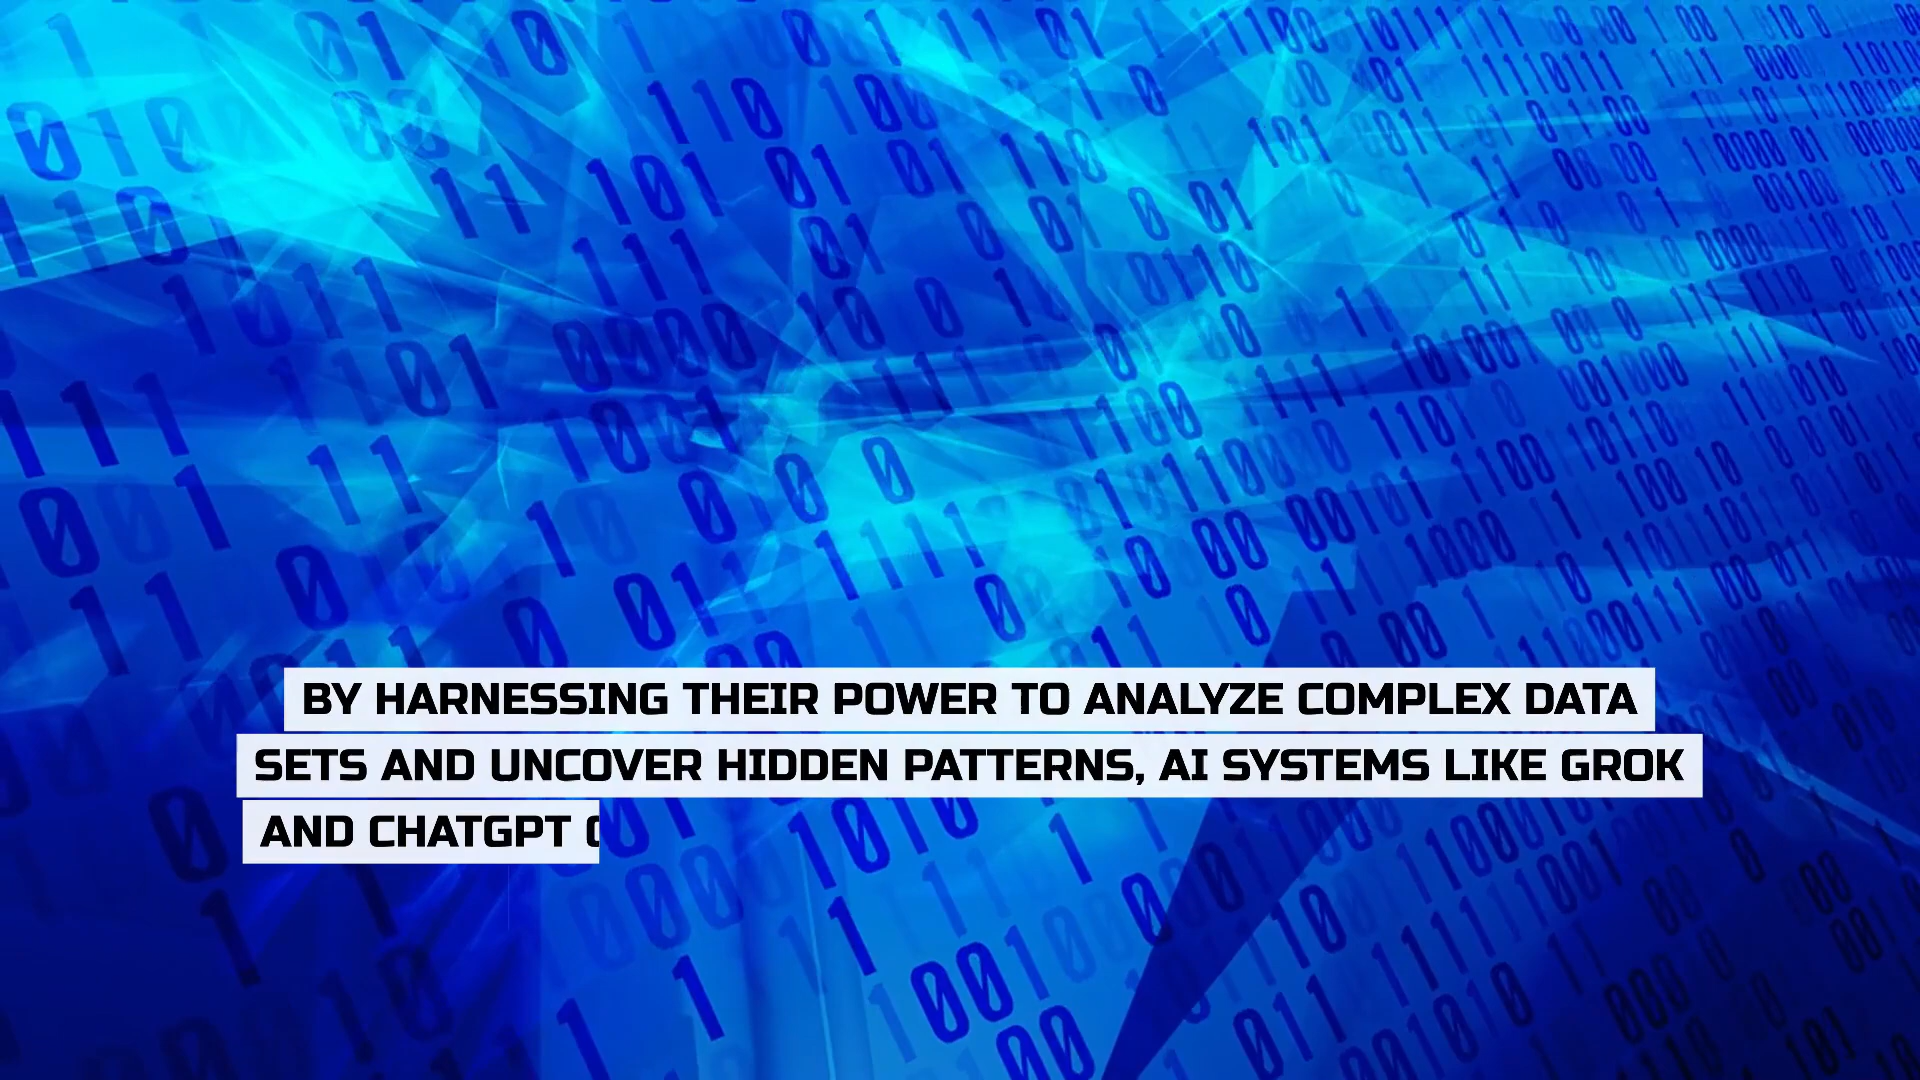 BY HARNESSING THEIR POWER TO ANALYZE COMPLEX DATA
SETS AND UNCOVER HIDDEN PATTERNS, AI SYSTEMS LIKE GROK
AND CHATGPT